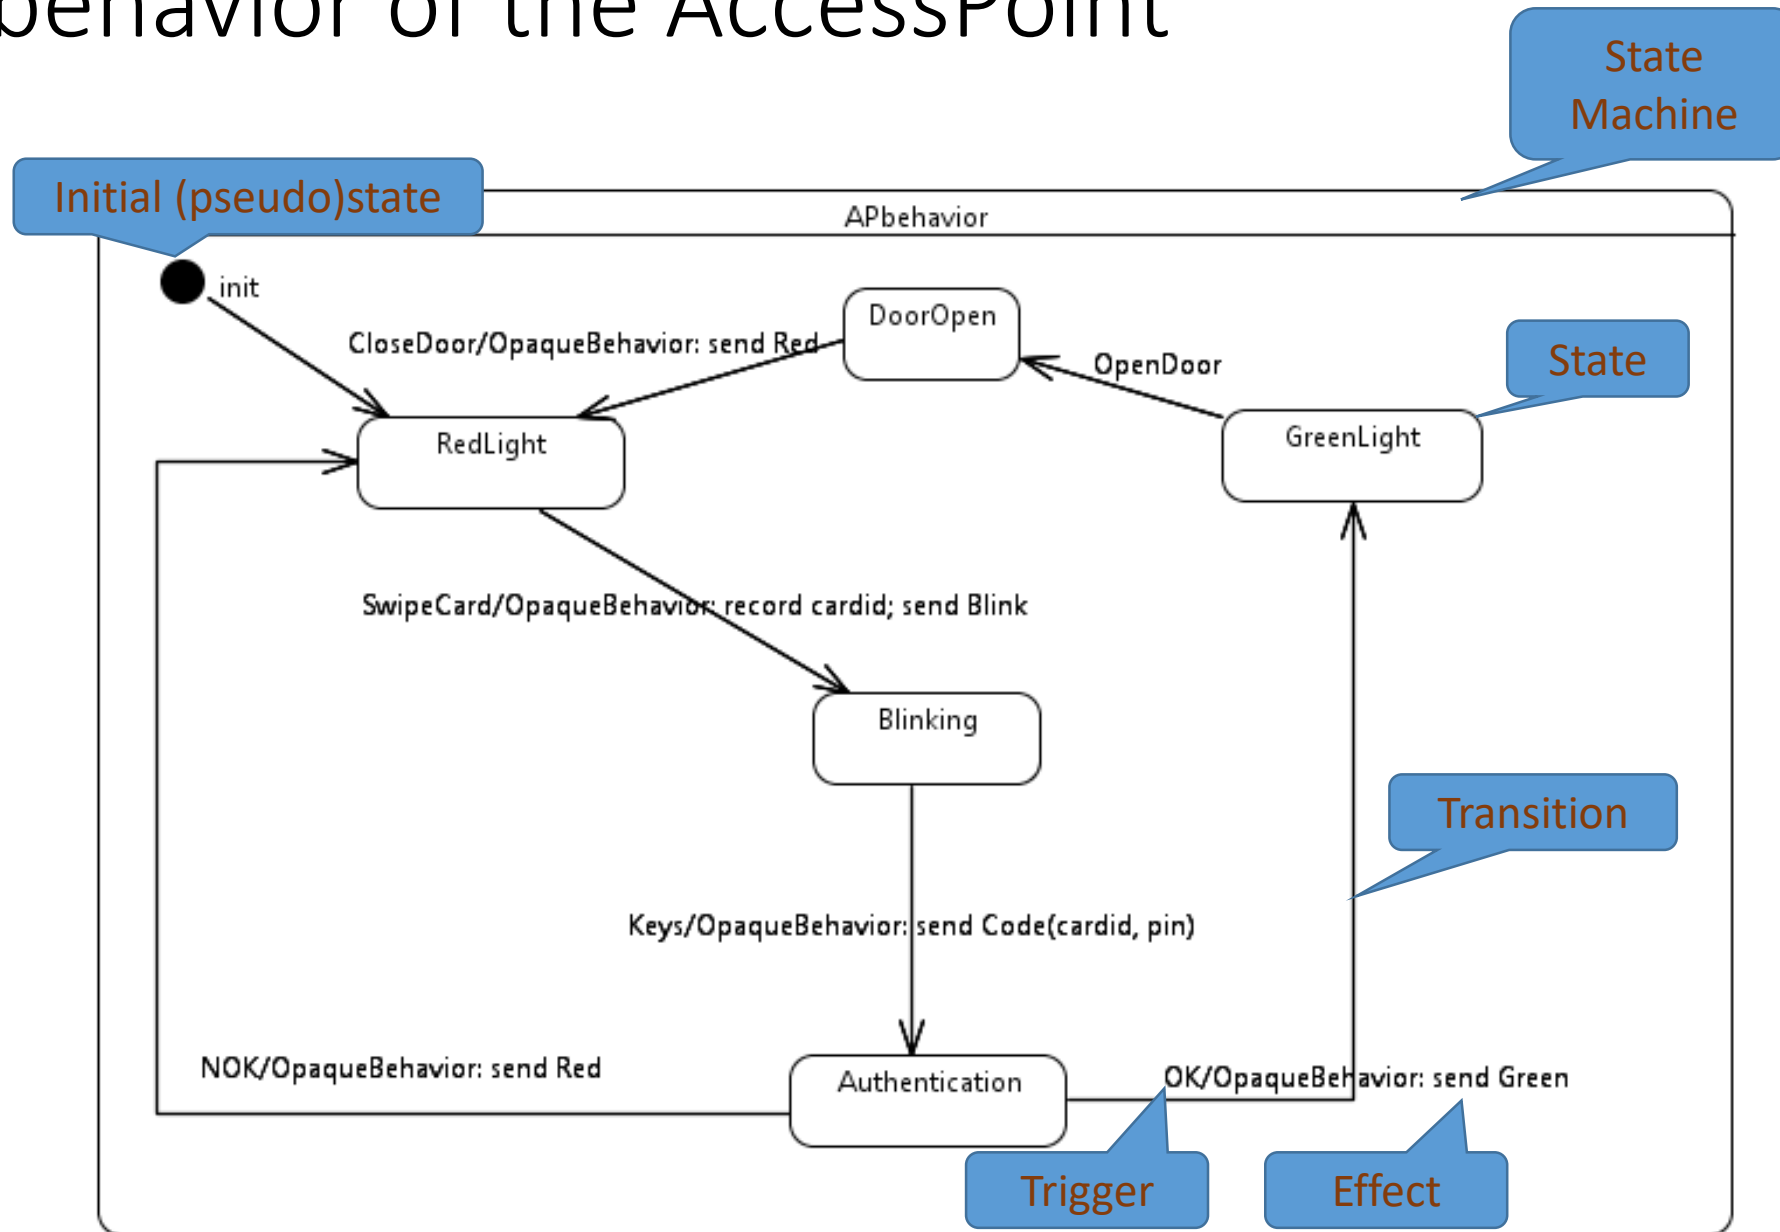 behavior of the AccessPoint
State
Machine
Initial (pseudo)state
APbehavior
init
DoorOpen
CloseDoor/OpaqueBehavior: send Red
OpenDoor
State
RedLight
GreenLight
SwipeCard/OpaqueBehavior: record cardid; send Blink
Blinking
Transition
Keys/OpaqueBehavior: send Code(cardid, pin)
NOK/OpaqueBehavior: send Red
Authentication
OK/OpaqueBehavior: send Green
Trigger
Effect